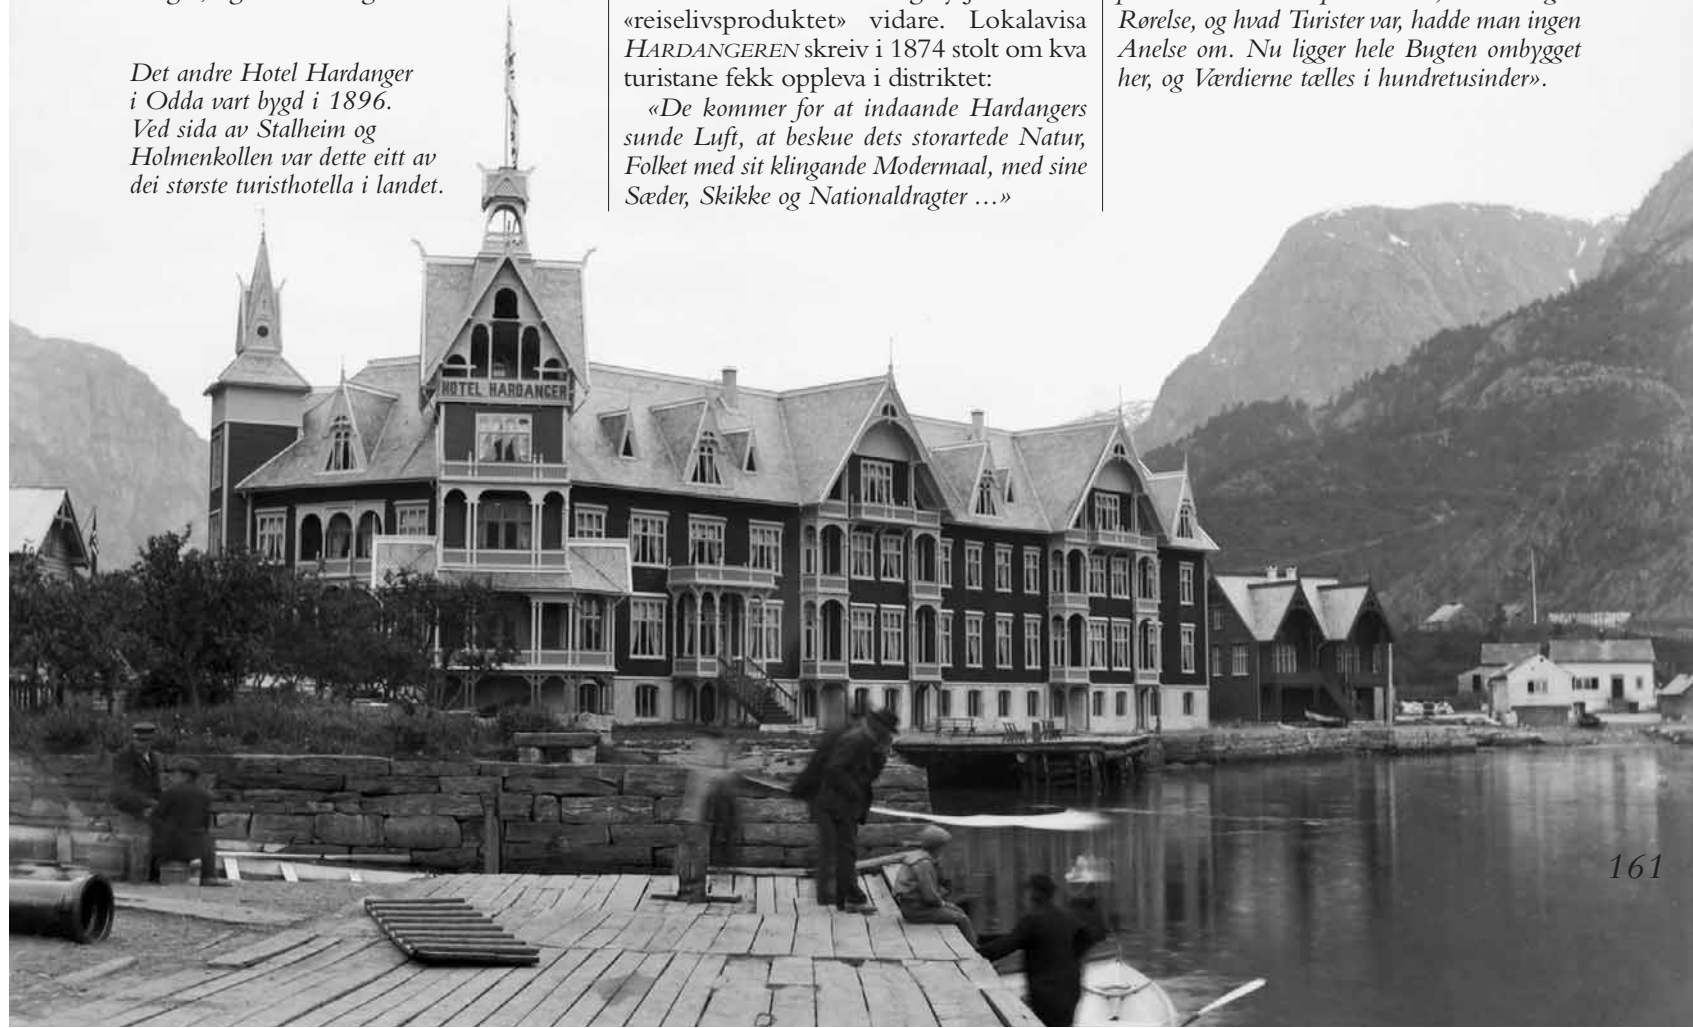 Det andre Hotel Hardanger
i Odda vart bygd i 1896.
Ved sida av Stalheim og
Holmenkollen var dette eitt av
dei største turisthotella i landet.
«reiselivsproduktet» vidare. Lokalavisa
HARDANGEREN skreiv i 1874 stolt om kva
turistane fekk oppleva i distriktet:
«De kommer for at indaande Hardangers
sunde Luft, at beskue dets storartede Natur,
Folket med sit klingande Modermaal, med sine
Sæder, Skikke og Nationaldragter …»
Rørelse, og hvad Turister var, hadde man ingen
Anelse om. Nu ligger hele Bugten ombygget
her, og Værdierne tælles i hundretusinder».
HOTEL HARDANGER
161